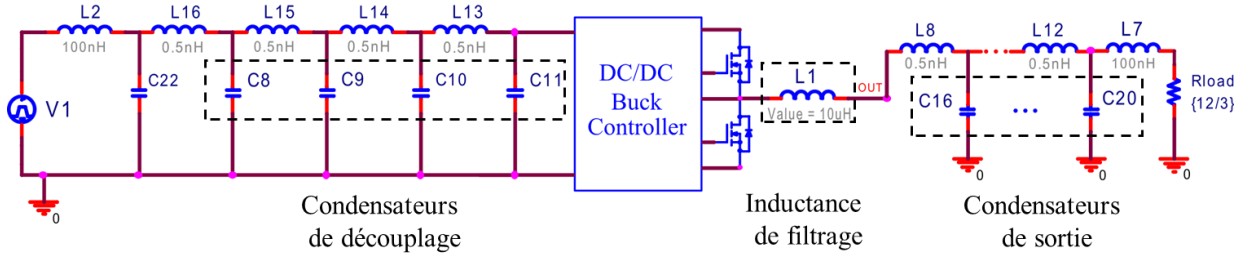 L2 L16 L15 L14 L13
100nH 0.5nH 0.5nH 0.5nH 0.5nH
C22 C8 C9 C10 C11
V1
0
Condensateurs
de découplage
DC/DC
Buck
Controller
L1
Value = 10uH
OUT
Inductance
de filtrage
L8 L12 L7
0.5nH 0.5nH 100nH
C16 ... C20
Rload
{12/3}
0 0 0
Condensateurs
de sortie